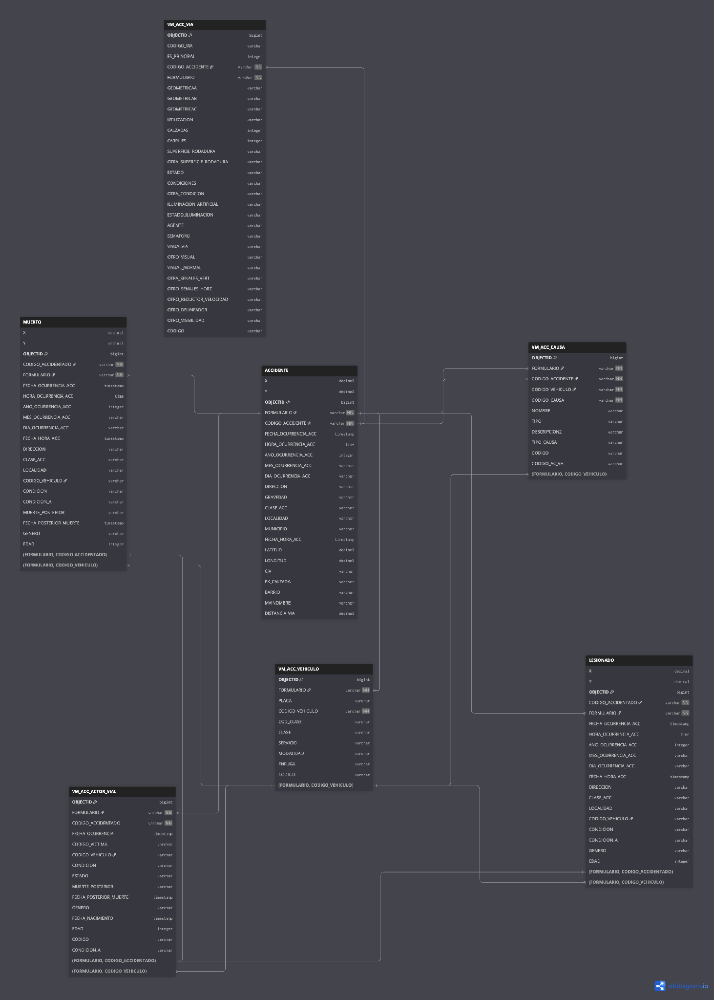 VM_ACC_VIA
OBJECTID bigint
CODIGO_VIA varchar
ES_PRINCIPAL integer
CODIGO_ACCIDENTE varchar NN
FORMULARIO varchar NN
GEOMETRICAA varchar
GEOMETRICAB varchar
GEOMETRICAC varchar
UTILIZACION varchar
CALZADAS integer
CARRILES integer
SUPERFICIE_RODADURA varchar
OTRA_SUPERFICIE_RODADURA varchar
ESTADO varchar
CONDICIONES varchar
OTRA_CONDICION varchar
ILUMINACION_ARTIFICIAL varchar
ESTADO_ILUMINACION varchar
AGENTE varchar
SEMAFORO varchar
VISUALVIA varchar
OTRO_VISUAL varchar
VISUAL_NORMAL varchar
OTRA_SENALES_VERT varchar
OTRO_SENALES_HORZ varchar
OTRO_REDUCTOR_VELOCIDAD varchar
OTRO_DELINEADOR varchar
OTRO_VISIBILIDAD varchar
CODIGO varchar
MUERTO
X decimal
Y decimal
OBJECTID bigint
CODIGO_ACCIDENTADO varchar NN
FORMULARIO varchar NN
FECHA_OCURRENCIA_ACC timestamp
HORA_OCURRENCIA_ACC time
ANO_OCURRENCIA_ACC integer
MES_OCURRENCIA_ACC varchar
DIA_OCURRENCIA_ACC varchar
FECHA_HORA_ACC timestamp
DIRECCION varchar
CLASE_ACC varchar
LOCALIDAD varchar
CODIGO_VEHICULO varchar
CONDICION varchar
CONDICION_A varchar
MUERTE_POSTERIOR varchar
FECHA_POSTERIOR_MUERTE timestamp
GENERO varchar
EDAD integer
(FORMULARIO, CODIGO_ACCIDENTADO)
(FORMULARIO, CODIGO_VEHICULO)
ACCIDENTE
X decimal
Y decimal
OBJECTID bigint
FORMULARIO varchar NN
CODIGO_ACCIDENTE varchar NN
FECHA_OCURRENCIA_ACC timestamp
HORA_OCURRENCIA_ACC time
ANO_OCURRENCIA_ACC integer
MES_OCURRENCIA_ACC varchar
DIA_OCURRENCIA_ACC varchar
DIRECCION varchar
GRAVEDAD varchar
CLASE_ACC varchar
LOCALIDAD varchar
MUNICIPIO varchar
FECHA_HORA_ACC timestamp
LATITUD decimal
LONGITUD decimal
CIV varchar
PK_CALZADA varchar
BARRIO varchar
MVINOMBRE varchar
DISTANCIA_VIA decimal
VM_ACC_CAUSA
OBJECTID bigint
FORMULARIO varchar NN
CODIGO_ACCIDENTE varchar NN
CODIGO_VEHICULO varchar NN
CODIGO_CAUSA varchar NN
NOMBRE varchar
TIPO varchar
DESCRIPCION2 varchar
TIPO_CAUSA varchar
CODIGO varchar
CODIGO_AC_VH varchar
(FORMULARIO, CODIGO_VEHICULO)
VM_ACC_VEHICULO
OBJECTID bigint
FORMULARIO varchar NN
PLACA varchar
CODIGO_VEHICULO varchar NN
COD_CLASE varchar
CLASE varchar
SERVICIO varchar
MODALIDAD varchar
ENFUGA varchar
CODIGO varchar
(FORMULARIO, CODIGO_VEHICULO)
LESIONADO
X decimal
Y decimal
OBJECTID bigint
CODIGO_ACCIDENTADO varchar NN
FORMULARIO varchar NN
FECHA_OCURRENCIA_ACC timestamp
HORA_OCURRENCIA_ACC time
ANO_OCURRENCIA_ACC integer
MES_OCURRENCIA_ACC varchar
DIA_OCURRENCIA_ACC varchar
FECHA_HORA_ACC timestamp
DIRECCION varchar
CLASE_ACC varchar
LOCALIDAD varchar
CODIGO_VEHICULO varchar
CONDICION varchar
CONDICION_A varchar
GENERO varchar
EDAD integer
(FORMULARIO, CODIGO_ACCIDENTADO)
(FORMULARIO, CODIGO_VEHICULO)
VM_ACC_ACTOR_VIAL
OBJECTID bigint
FORMULARIO varchar NN
CODIGO_ACCIDENTADO varchar NN
FECHA_OCURRENCIA timestamp
CODIGO_VICTIMA varchar
CODIGO_VEHICULO varchar
CONDICION varchar
ESTADO varchar
MUERTE_POSTERIOR varchar
FECHA_POSTERIOR_MUERTE timestamp
GENERO varchar
FECHA_NACIMIENTO timestamp
EDAD integer
CODIGO varchar
CONDICION_A varchar
(FORMULARIO, CODIGO_ACCIDENTADO)
(FORMULARIO, CODIGO_VEHICULO)
dbdiagram.io